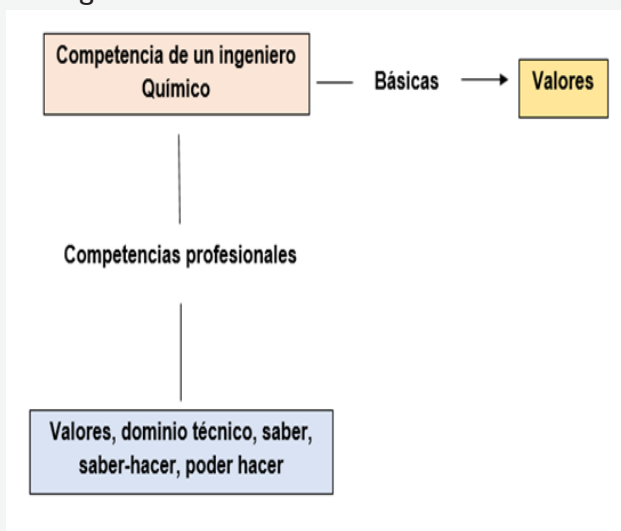 Competencia de un ingeniero
Químico
Básicas
Valores
Competencias profesionales
Valores, dominio técnico, saber,
saber-hacer, poder hacer